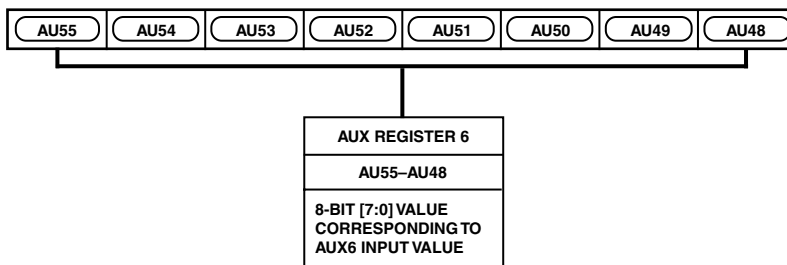 AU55 AU54 AU53 AU52 AU51 AU50 AU49 AU48
AUX REGISTER 6
AU55–AU48
8-BIT [7:0] VALUE
CORRESPONDING TO
AUX6 INPUT VALUE